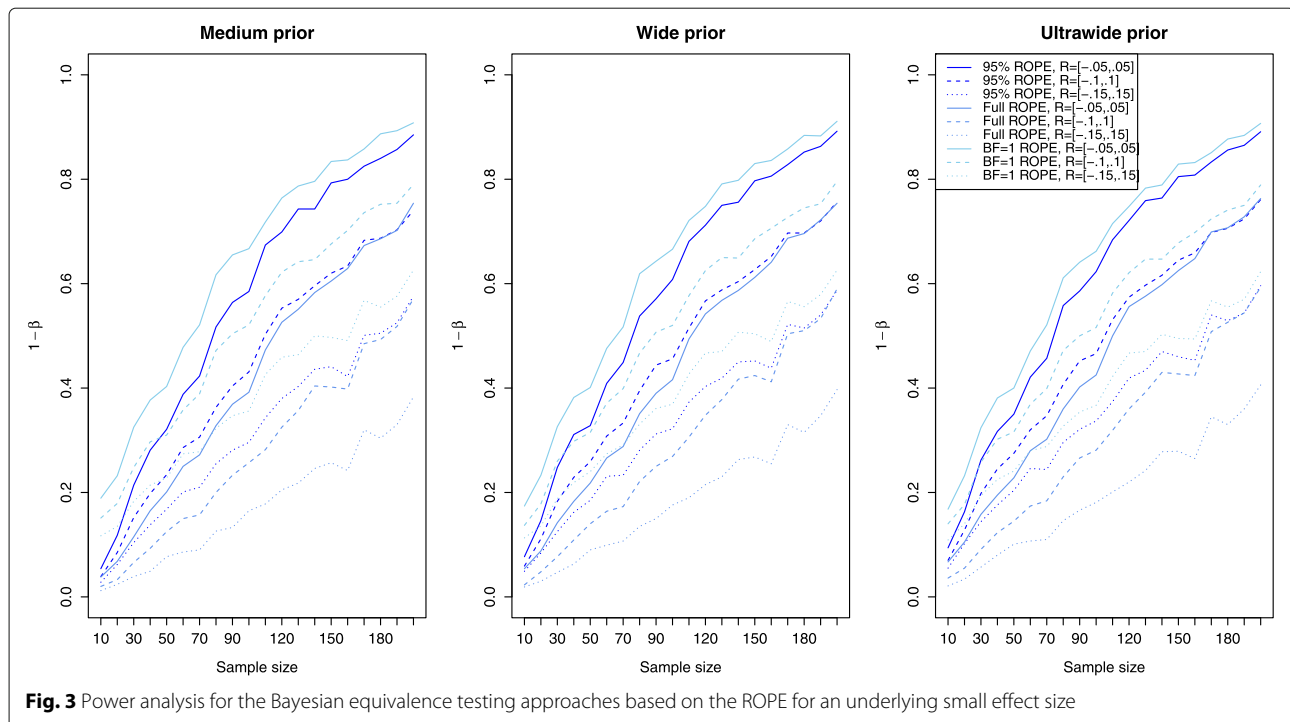 Medium prior
1 − β
0.0 0.2 0.4 0.6 0.8 1.0
10 30 50 70 90 120 150 180
Sample size
Wide prior
1 − β
0.0 0.2 0.4 0.6 0.8 1.0
10 30 50 70 90 120 150 180
Sample size
Ultrawide prior
95% ROPE, R=[−.05,.05]
95% ROPE, R=[−.1,.1]
95% ROPE, R=[−.15,.15]
Full ROPE, R=[−.05,.05]
Full ROPE, R=[−.1,.1]
Full ROPE, R=[−.15,.15]
BF=1 ROPE, R=[−.05,.05]
BF=1 ROPE, R=[−.1,.1]
BF=1 ROPE, R=[−.15,.15]
1 − β
0.0 0.2 0.4 0.6 0.8 1.0
10 30 50 70 90 120 150 180
Sample size
Fig. 3 Power analysis for the Bayesian equivalence testing approaches based on the ROPE for an underlying small effect size